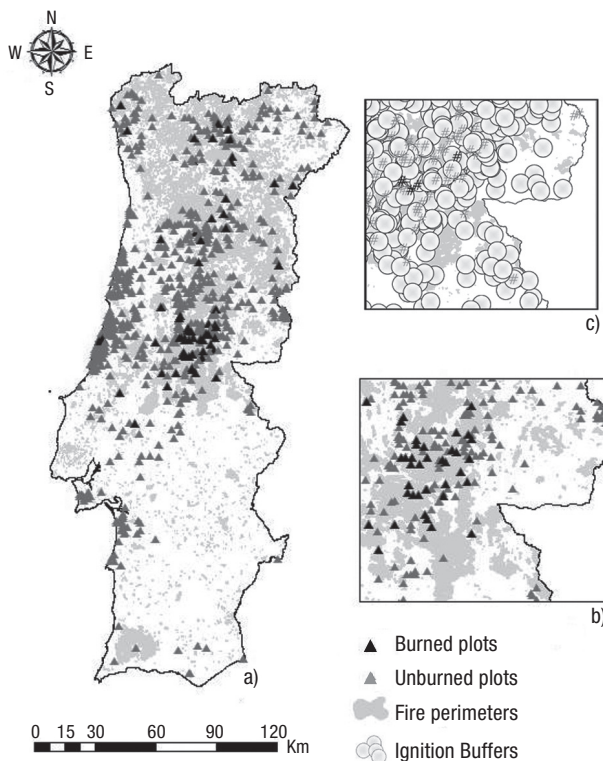 N
W E
S
c)
b)
a)
Burned plots
Unburned plots
Fire perimeters
Ignition Buffers
0 15 30 60 90 120
Km